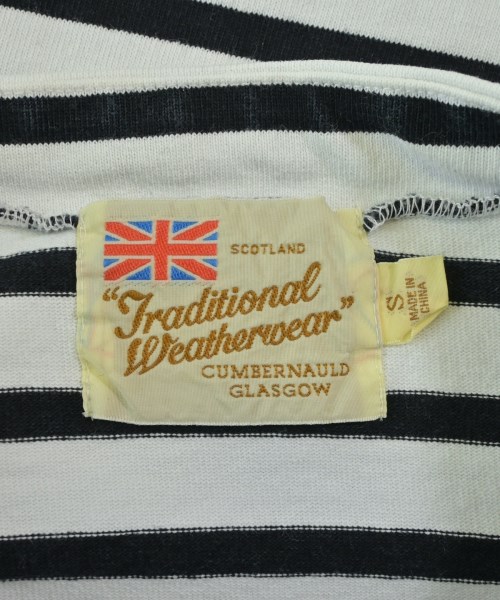 SCOTLAND
"Traditional
Weatherwear"
CUMBERNAULD
GLASGOW
S
MADE IN
CHINA